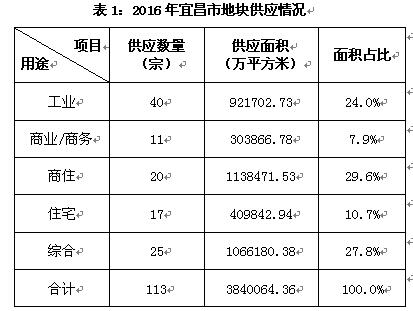 表 1：2016 年宜昌市地块供应情况
项目 用途 供应数量（宗） 供应面积（万平方米） 面积占比
工业 40 921702.73 24.0%
商业/商务 11 303866.78 7.9%
商住 20 1138471.53 29.6%
住宅 17 409842.94 10.7%
综合 25 1066180.38 27.8%
合计 113 3840064.36 100.0%